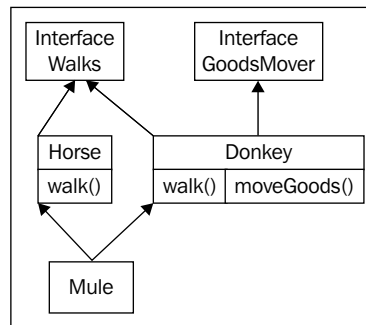 Interface
Walks
Interface
GoodsMover
Horse
walk()
Donkey
walk() moveGoods()
Mule